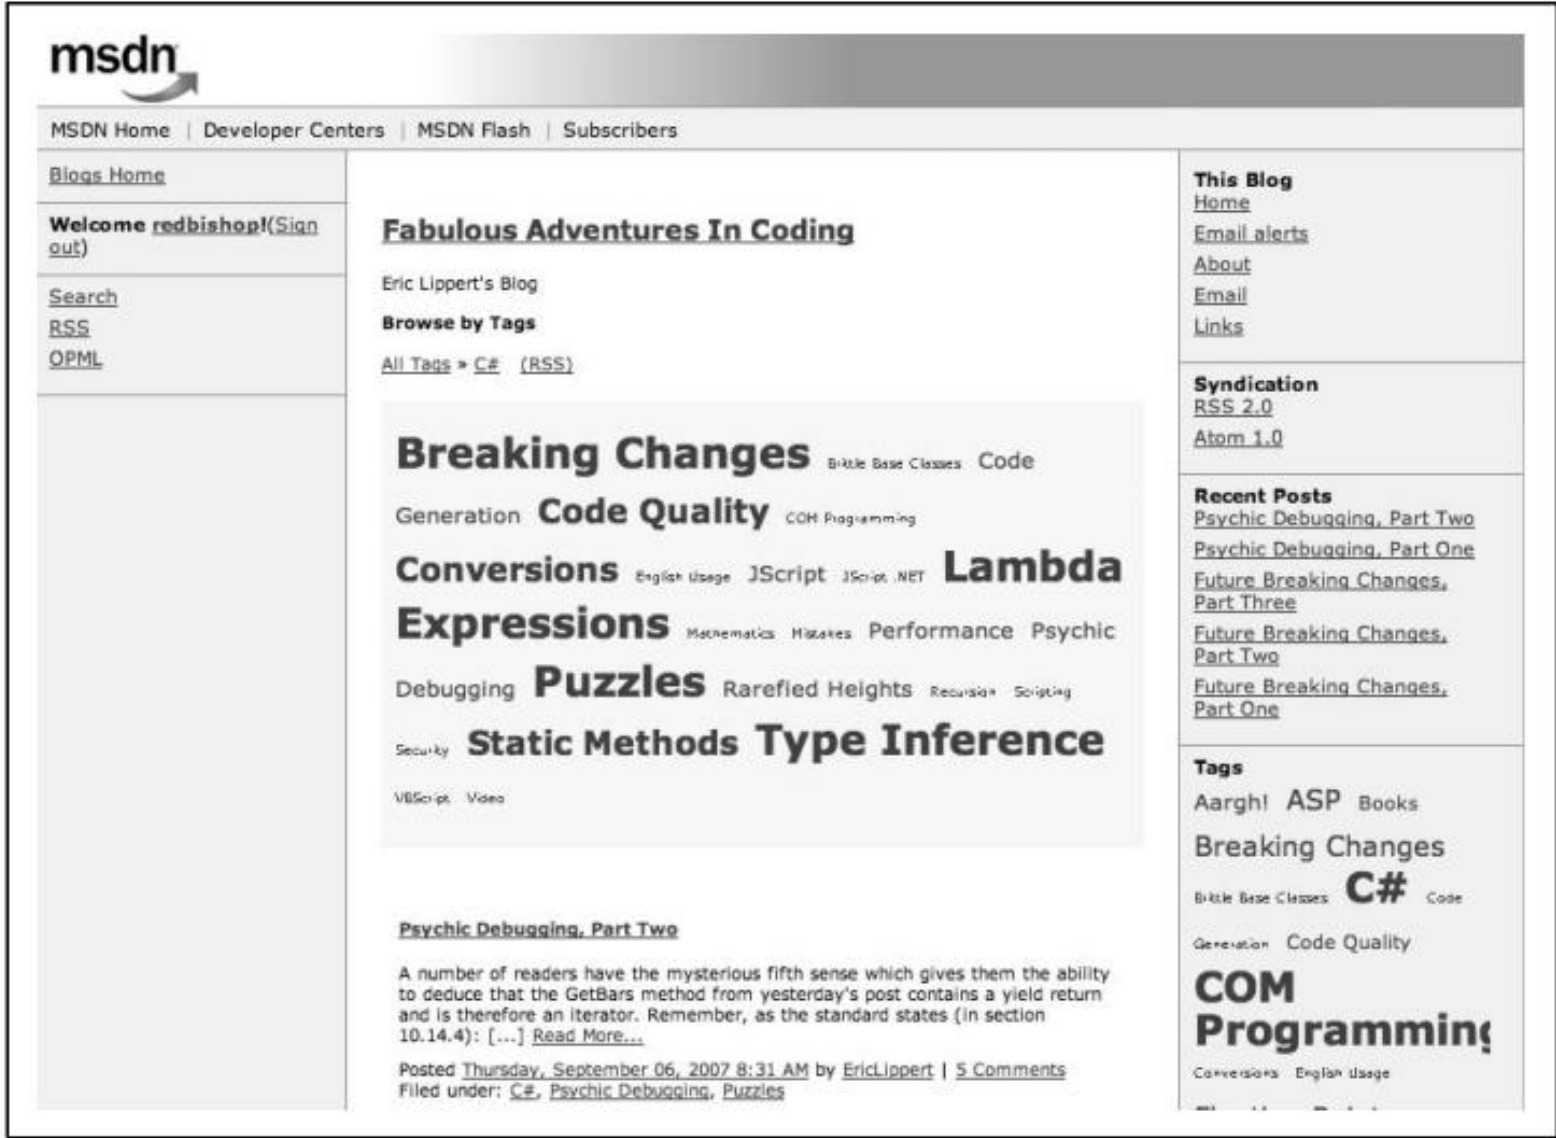 msdn
MSDN Home | Developer Centers | MSDN Flash | Subscribers
Blogs Home
Welcome redbishop!(Sign
out)
Search
RSS
OPML
Fabulous Adventures In Coding
Eric Lippert's Blog
Browse by Tags
All Tags » C# (RSS)
Breaking Changes Brittle Base Classes Code
Generation Code Quality COM Programming
Conversions English Usage JScript JScript .NET Lambda
Expressions Mathematics Mistakes Performance Psychic
Debugging Puzzles Rarefied Heights Recursion Scripting
Security Static Methods Type Inference
VBScript Video
Psychic Debugging, Part Two
A number of readers have the mysterious fifth sense which gives them the ability
to deduce that the GetBars method from yesterday's post contains a yield return
and is therefore an iterator. Remember, as the standard states (in section
10.14.4): [...] Read More...
Posted Thursday, September 06, 2007 8:31 AM by EricLippert | 5 Comments
Filed under: C#, Psychic Debugging, Puzzles
This Blog
Home
Email alerts
About
Email
Links
Syndication
RSS 2.0
Atom 1.0
Recent Posts
Psychic Debugging, Part Two
Psychic Debugging, Part One
Future Breaking Changes,
Part Three
Future Breaking Changes,
Part Two
Future Breaking Changes,
Part One
Tags
Aargh! ASP Books
Breaking Changes
Brittle Base Classes C# Code
Generation Code Quality
COM
Programming
Conversions English Usage